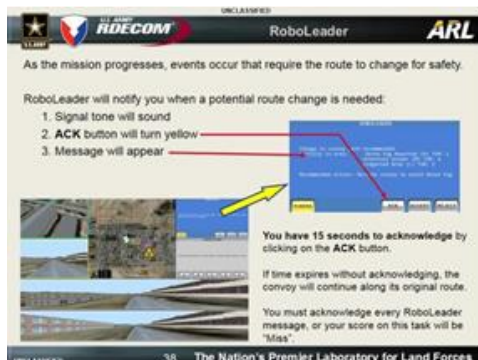 UNCLASSIFIED
U.S. ARMY
RDECOM
RoboLeader
ARL
U.S. ARMY
As the mission progresses, events occur that require the route to change for safety.
RoboLeader will notify you when a potential route change is needed:
1. Signal tone will sound
2. ACK button will turn yellow
3. Message will appear
You have 15 seconds to acknowledge by
clicking on the ACK button.
If time expires without acknowledging, the
convoy will continue along its original route.
You must acknowledge every RoboLeader
message, or your score on this task will be
"Miss".
UNCLASSIFIED
38
The Nation's Premier Laboratory for Land Forces